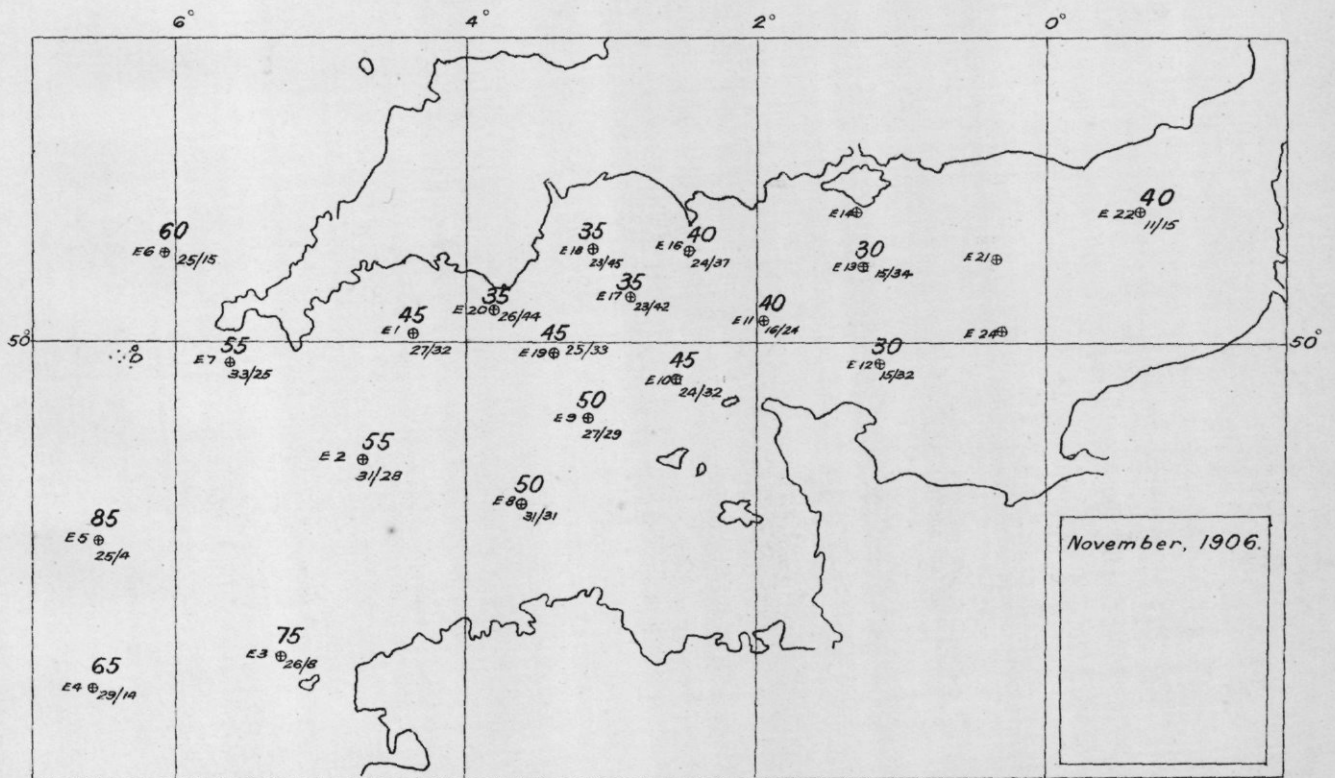 6° 4° 2° 0°
40
E 22 11/15
E14
60
E6 25/15
35
E18 23/45
40
E16 24/37
30
E13 15/34
E21
35
E17 23/42
35
E20 26/44
40
E11 16/24
45
E1 27/32
E24
50° 50°
45
E19 25/33
55
E7 33/25
30
E12 15/32
45
E10 24/32
50
E9 27/29
55
E2 31/28
50
E8 31/31
85
E5 25/4
November, 1906.
75
E3 26/8
65
E4 29/14